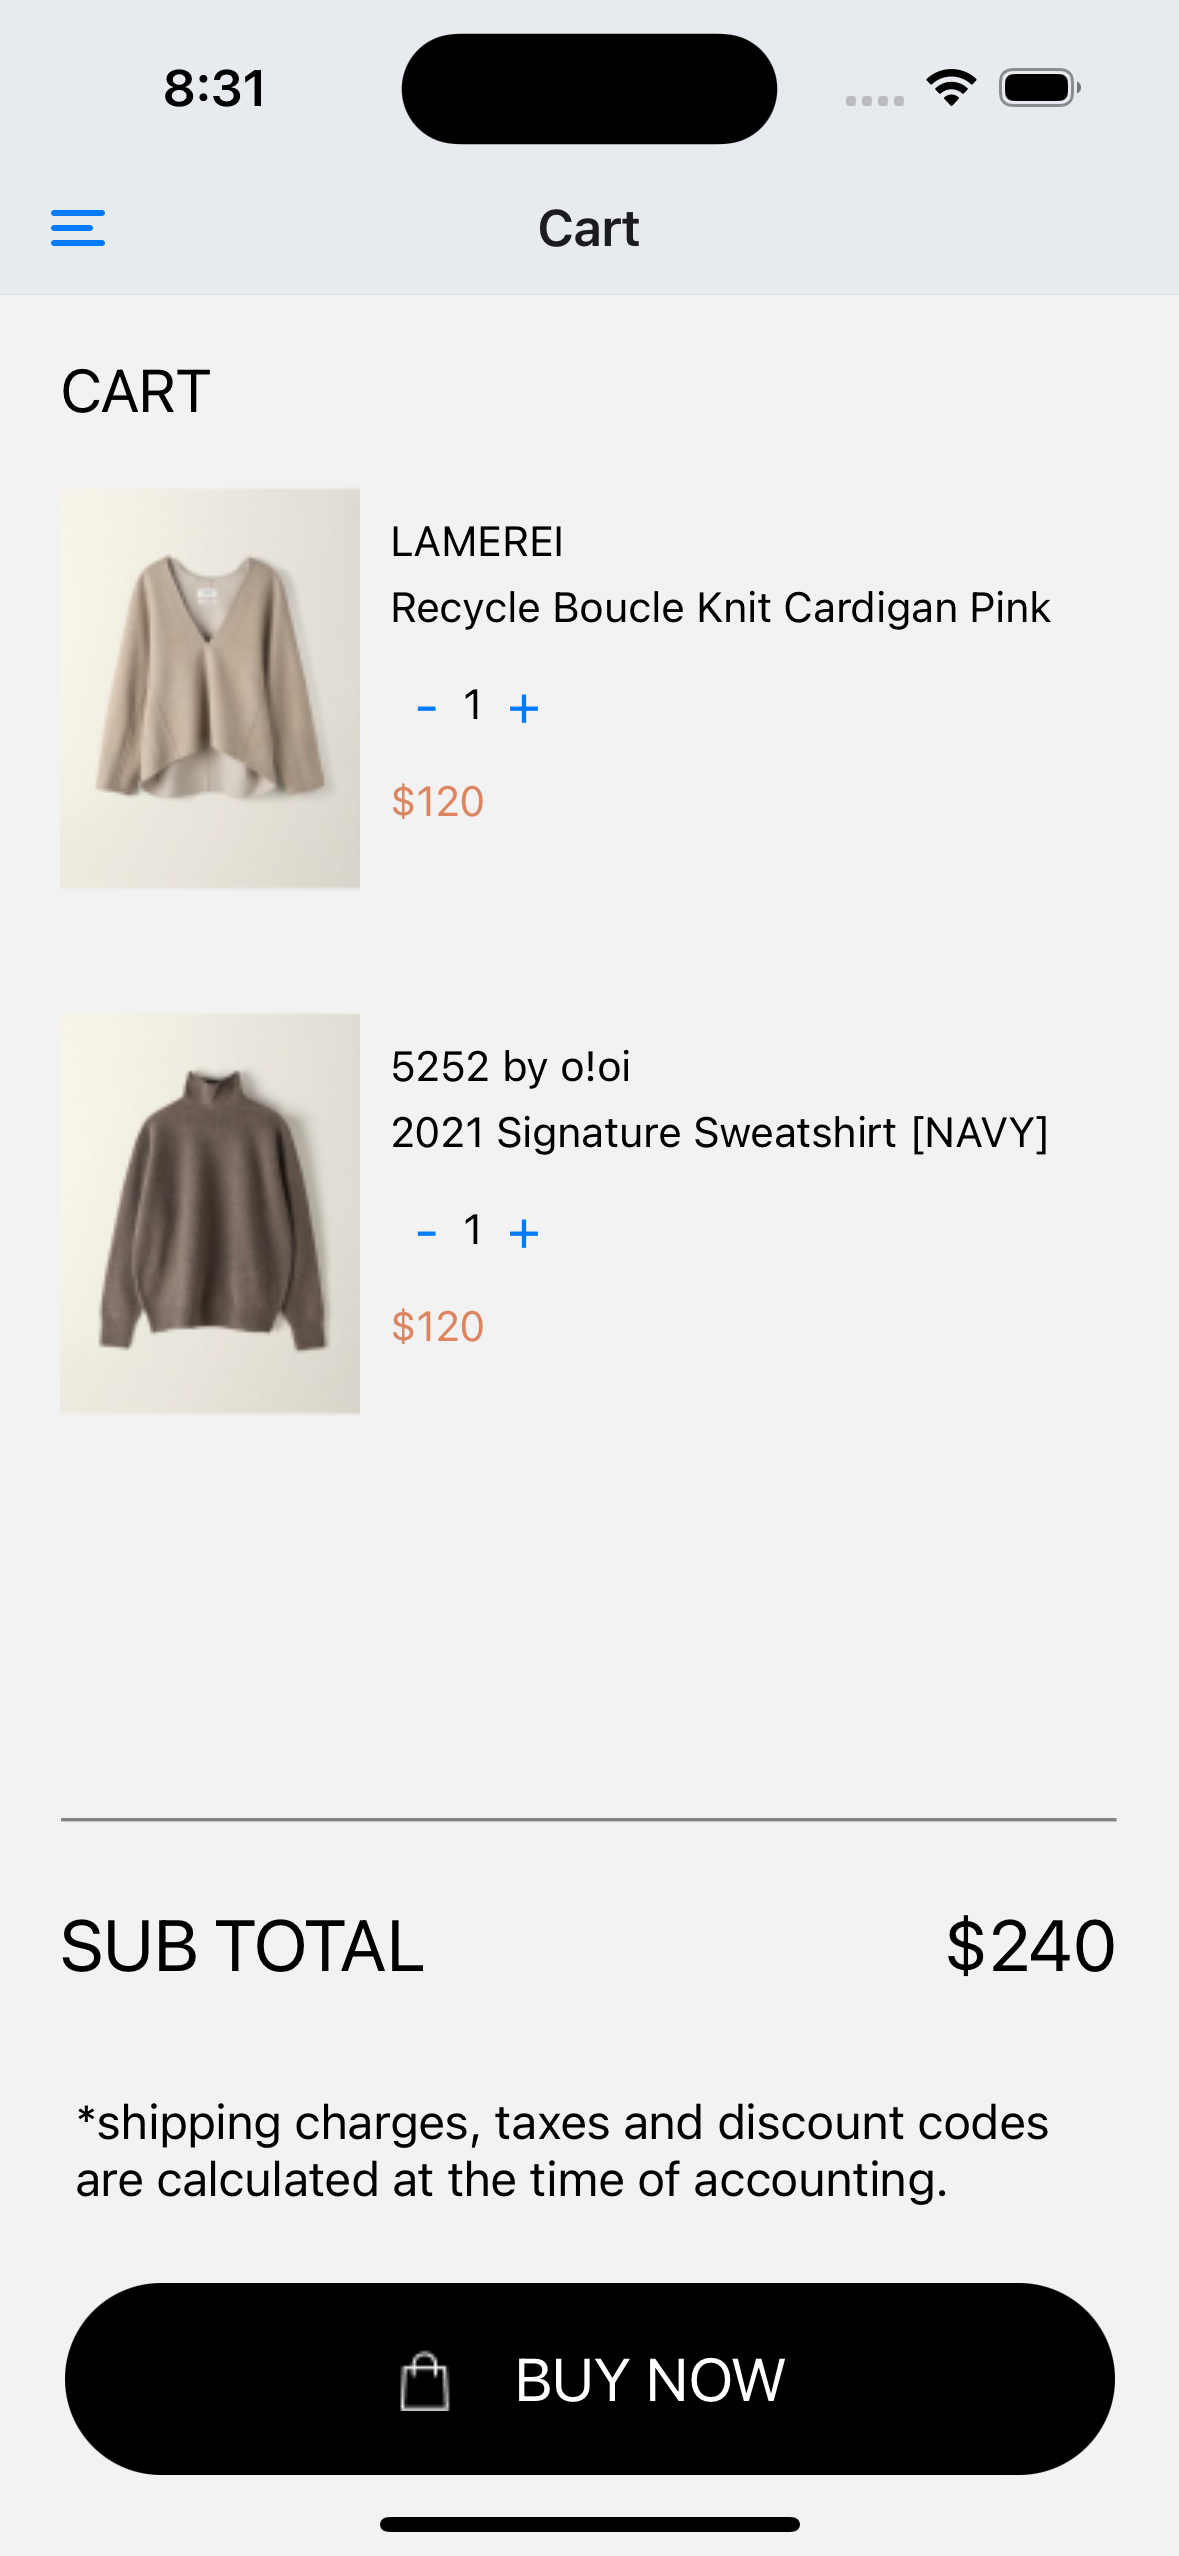 8:31
Cart
CART
LAMEREI
Recycle Boucle Knit Cardigan Pink
- 1 +
$120
5252 by o!oi
2021 Signature Sweatshirt [NAVY]
- 1 +
$120
SUB TOTAL $240
*shipping charges, taxes and discount codes
are calculated at the time of accounting.
BUY NOW